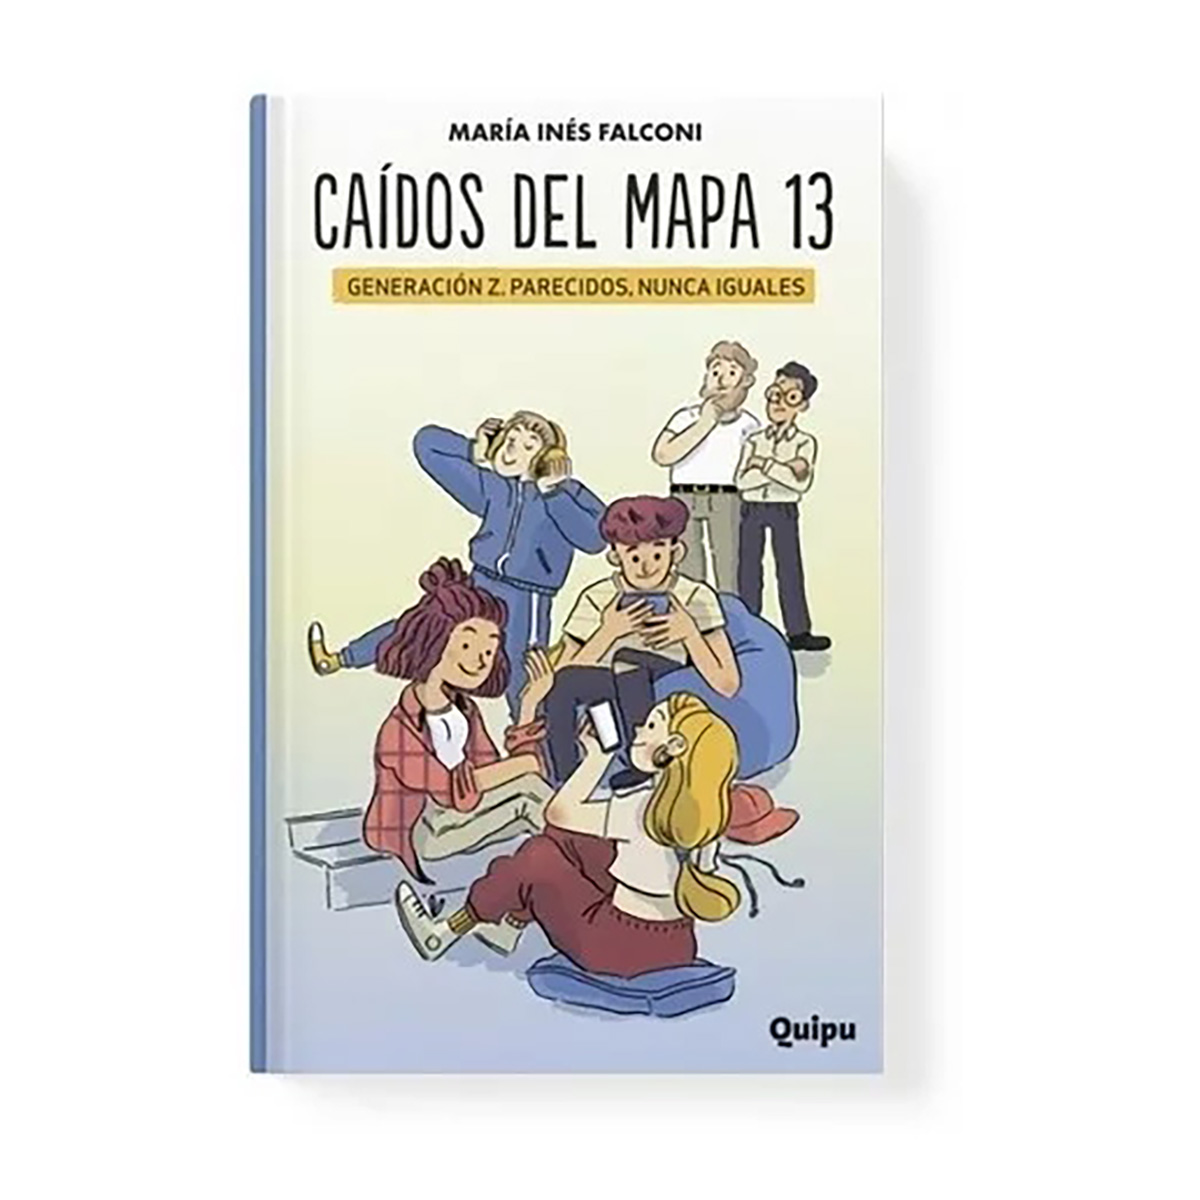 MARÍA INÉS FALCONI
CAÍDOS DEL MAPA 13
GENERACIÓN Z. PARECIDOS, NUNCA IGUALES
Quipu